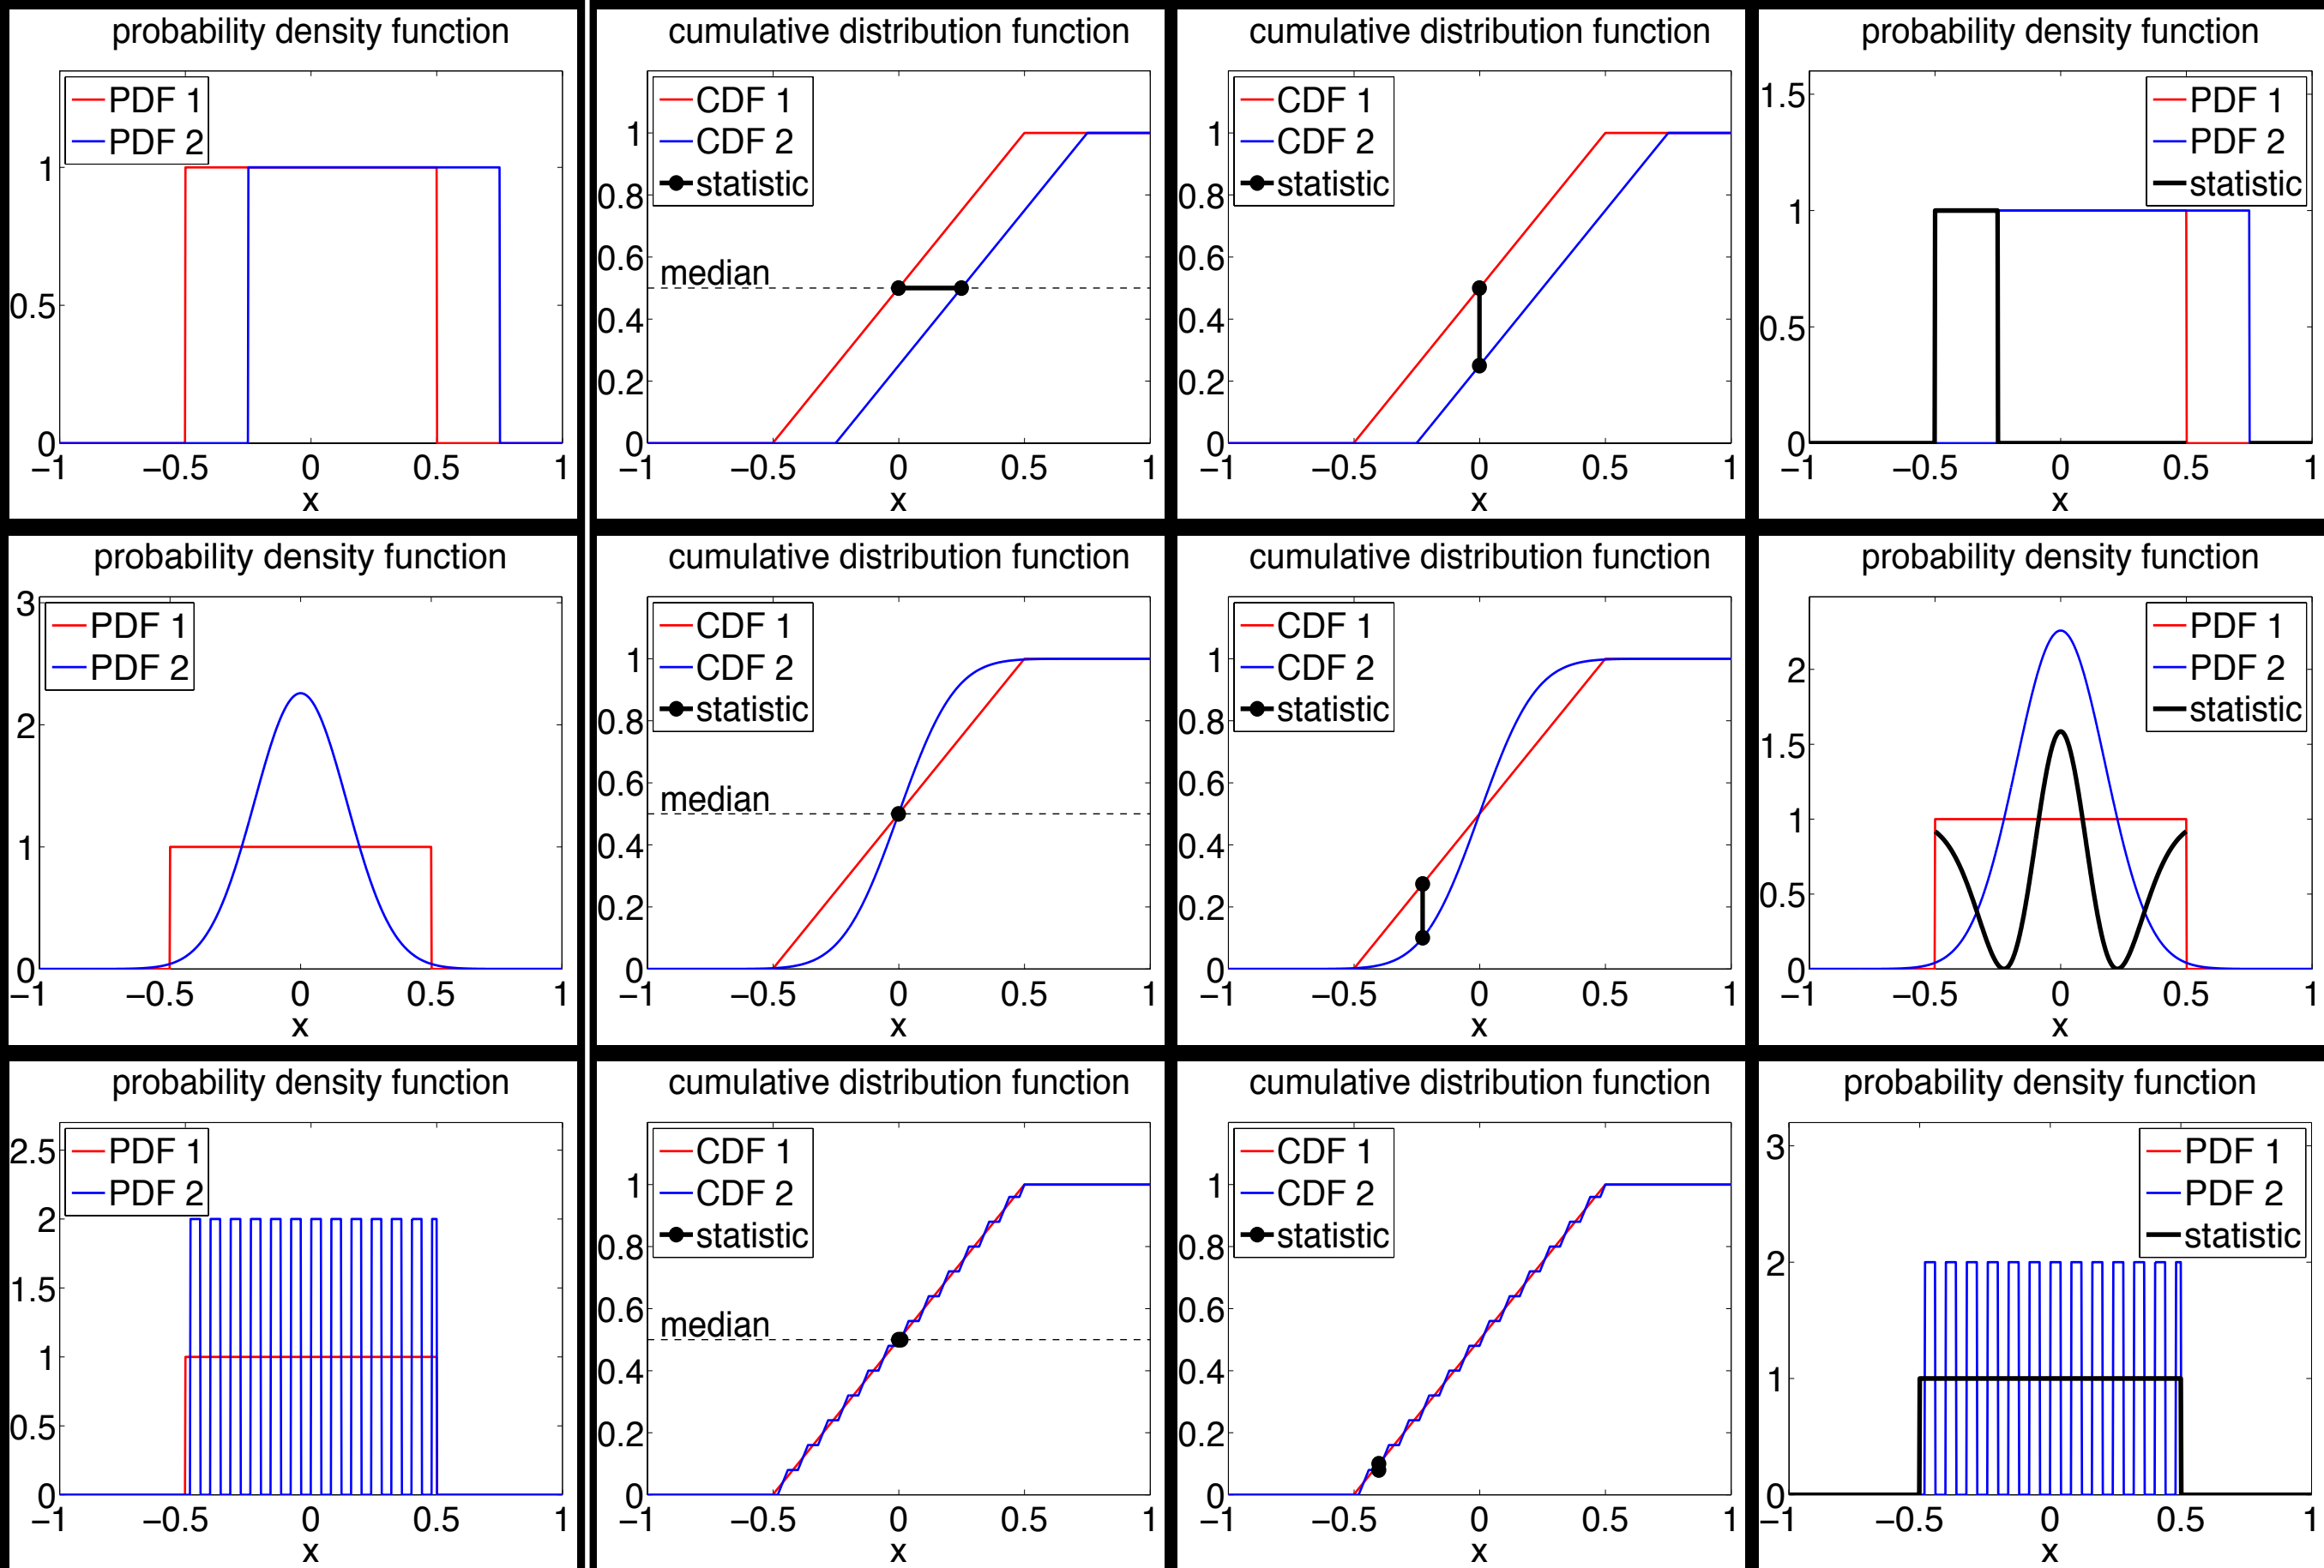 probability density function
PDF 1
PDF 2
1
0.5
0
−1 −0.5 0 0.5 1
x
cumulative distribution function
CDF 1
CDF 2
statistic
1
0.8
0.6
median
0.4
0.2
0
−1 −0.5 0 0.5 1
x
cumulative distribution function
CDF 1
CDF 2
statistic
1
0.8
0.6
0.4
0.2
0
−1 −0.5 0 0.5 1
x
probability density function
PDF 1
PDF 2
statistic
1.5
1
0.5
0
−1 −0.5 0 0.5 1
x
probability density function
PDF 1
PDF 2
3
2
1
0
−1 −0.5 0 0.5 1
x
cumulative distribution function
CDF 1
CDF 2
statistic
1
0.8
0.6
median
0.4
0.2
0
−1 −0.5 0 0.5 1
x
cumulative distribution function
CDF 1
CDF 2
statistic
1
0.8
0.6
0.4
0.2
0
−1 −0.5 0 0.5 1
x
probability density function
PDF 1
PDF 2
statistic
2
1.5
1
0.5
0
−1 −0.5 0 0.5 1
x
probability density function
PDF 1
PDF 2
2.5
2
1.5
1
0.5
0
−1 −0.5 0 0.5 1
x
cumulative distribution function
CDF 1
CDF 2
statistic
1
0.8
0.6
median
0.4
0.2
0
−1 −0.5 0 0.5 1
x
cumulative distribution function
CDF 1
CDF 2
statistic
1
0.8
0.6
0.4
0.2
0
−1 −0.5 0 0.5 1
x
probability density function
PDF 1
PDF 2
statistic
3
2
1
0
−1 −0.5 0 0.5 1
x